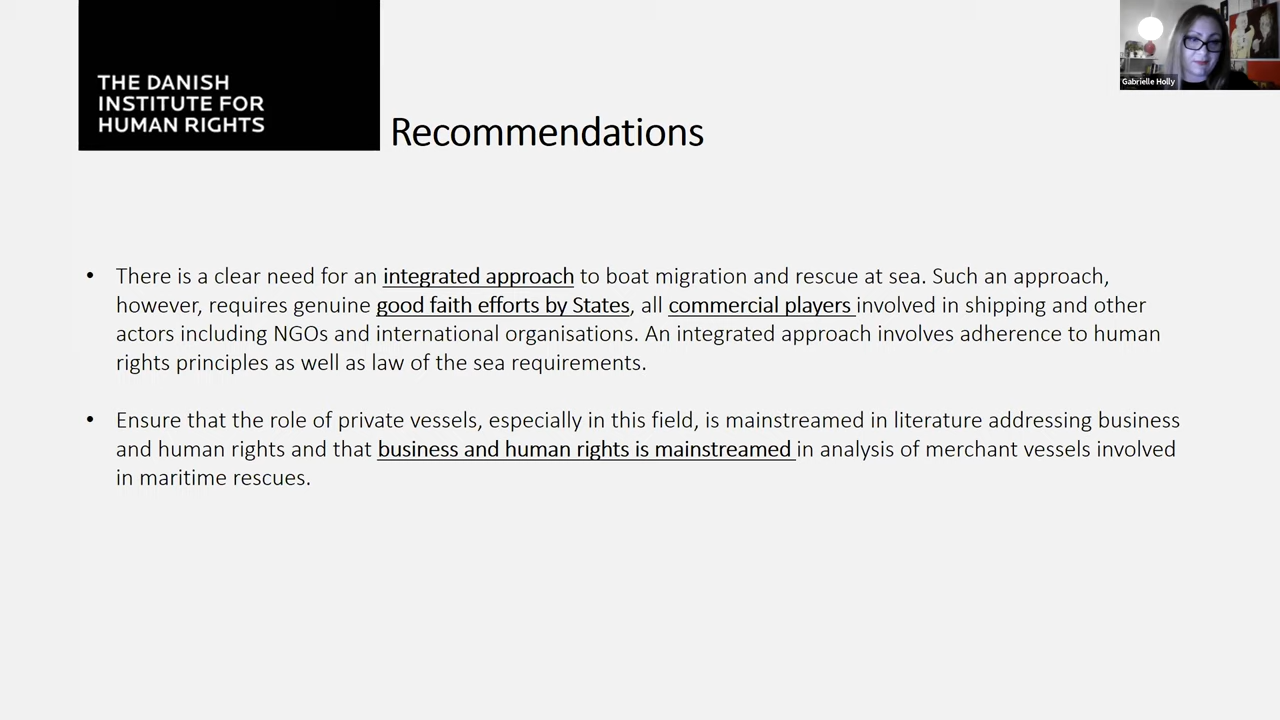 THE DANISH
INSTITUTE FOR
HUMAN RIGHTS
Recommendations
Gabrielle Holly
• There is a clear need for an integrated approach to boat migration and rescue at sea. Such an approach,
however, requires genuine good faith efforts by States, all commercial players involved in shipping and other
actors including NGOs and international organisations. An integrated approach involves adherence to human
rights principles as well as law of the sea requirements.
• Ensure that the role of private vessels, especially in this field, is mainstreamed in literature addressing business
and human rights and that business and human rights is mainstreamed in analysis of merchant vessels involved
in maritime rescues.